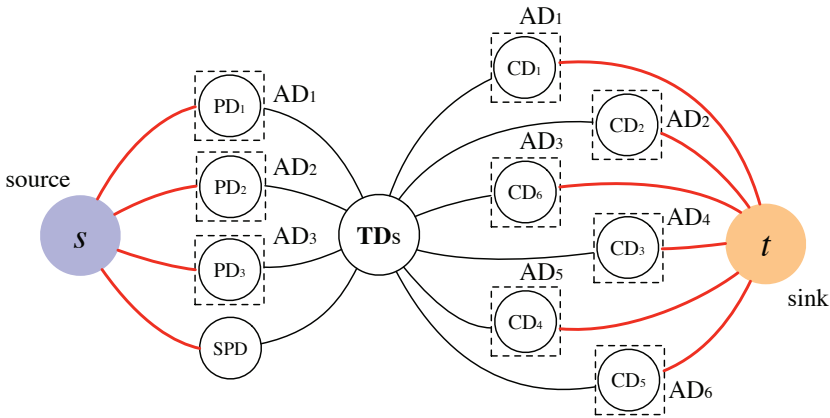 source
s
PD1
AD1
PD2
AD2
PD3
AD3
SPD
TDs
AD1
CD1
CD2
AD2
AD3
CD6
CD3
AD4
AD5
CD4
CD5
AD6
t
sink